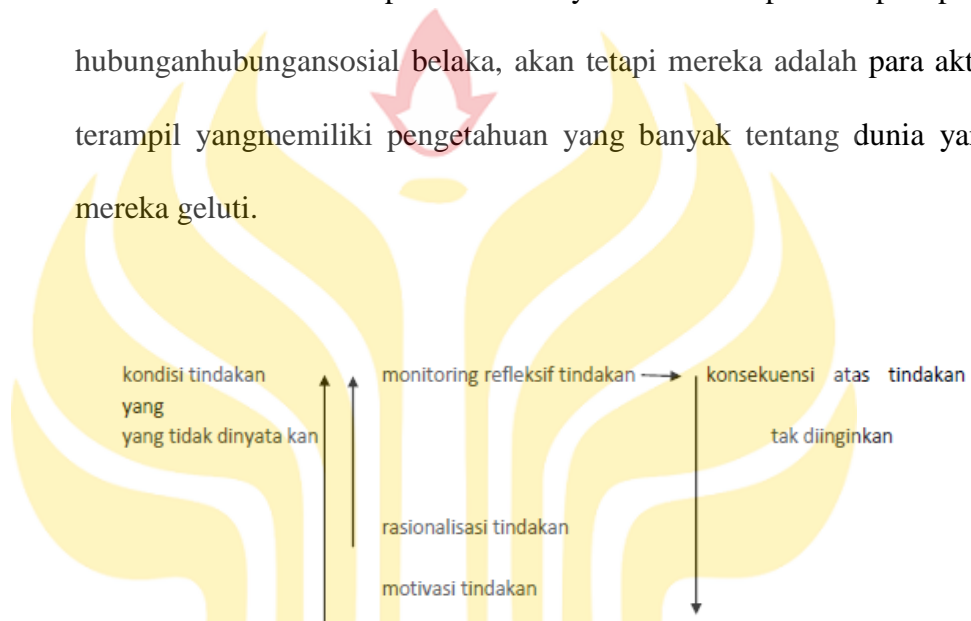 hubunganhubungansosial belaka, akan tetapi mereka adalah para akt
terampil yangmemiliki pengetahuan yang banyak tentang dunia ya
mereka geluti.
kondisi tindakan
yang
yang tidak dinyata kan
monitoring refleksif tindakan
konsekuensi atas tindakan
tak diinginkan
rasionalisasi tindakan
motivasi tindakan